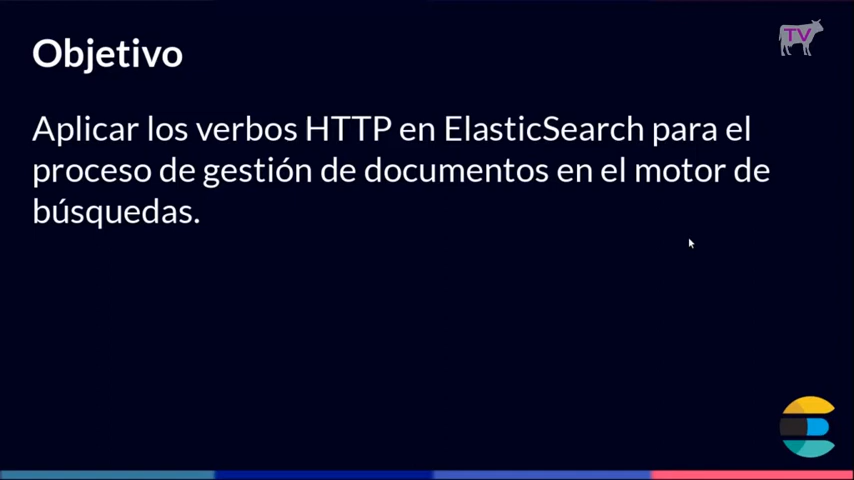 Objetivo
TV
Aplicar los verbos HTTP en ElasticSearch para el
proceso de gestión de documentos en el motor de
búsquedas.